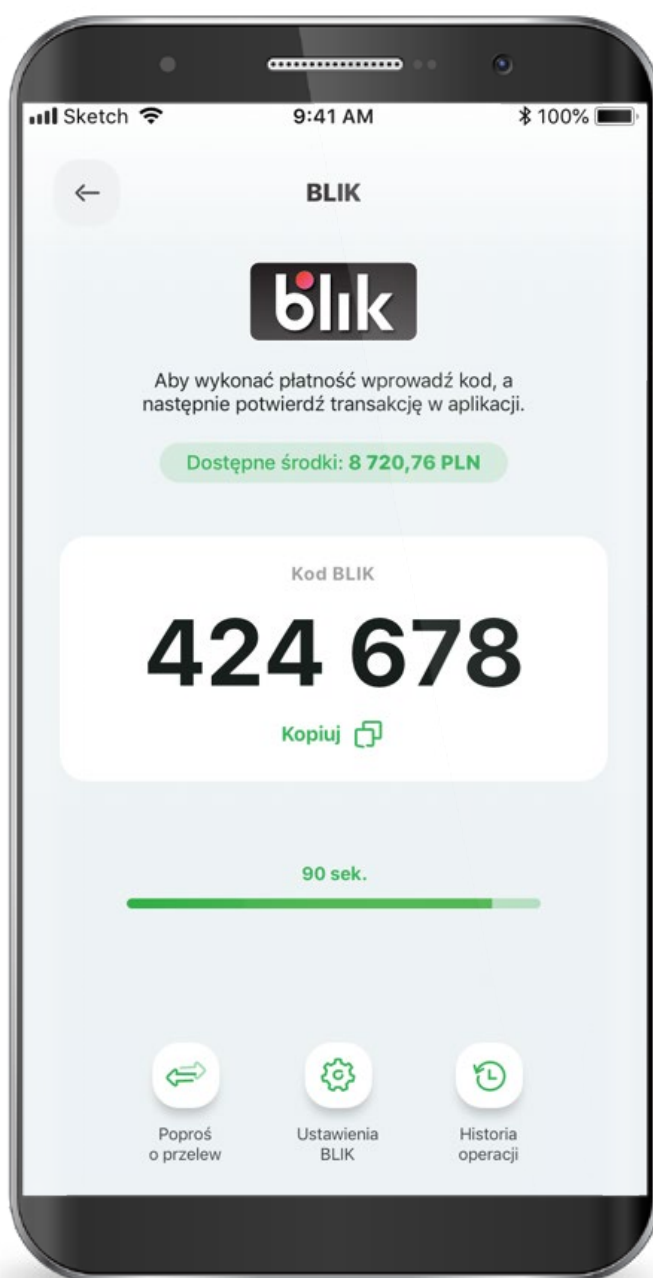 Sketch 9:41 AM 100%
BLIK
blik
Aby wykonać płatność wprowadź kod, a
następnie potwierdź transakcję w aplikacji.
Dostępne środki: 8 720,76 PLN
Kod BLIK
424 678
Kopiuj
90 sek.
Poproś
o przelew
Ustawienia
BLIK
Historia
operacji